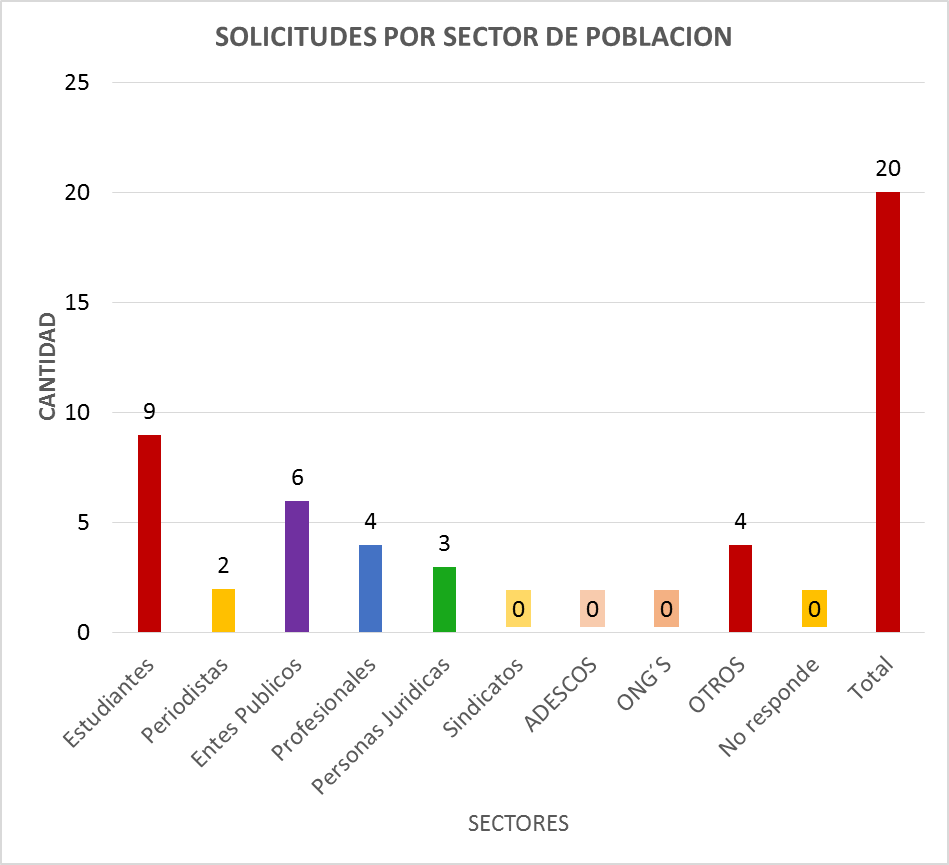 SOLICITUDES POR SECTOR DE POBLACION
25
20
15
10
5
0
CANTIDAD
9
2
6
4
3
0
0
0
4
0
20
Estudiantes
Periodistas
Entes Publicos
Profesionales
Personas Juridicas
Sindicatos
ADESCOS
ONG´S
OTROS
No responde
Total
SECTORES